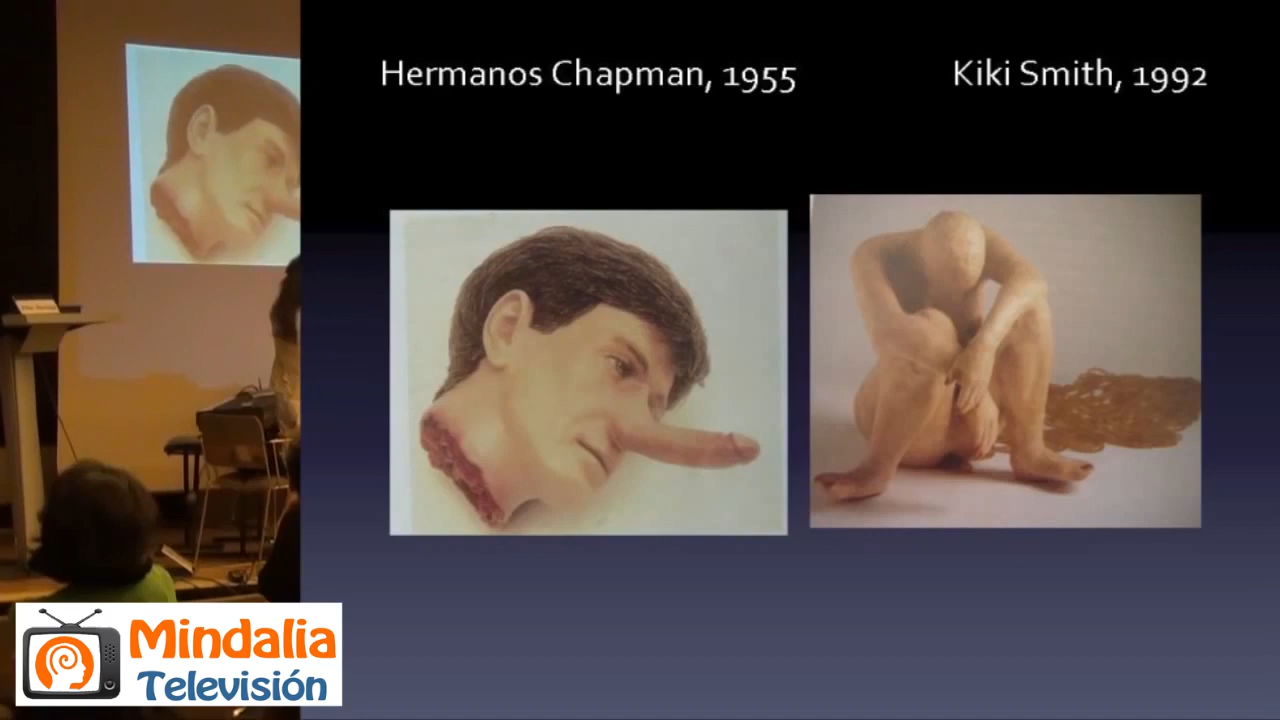 Hermanos Chapman, 1955
Kiki Smith, 1992
Mindalia
Televisión